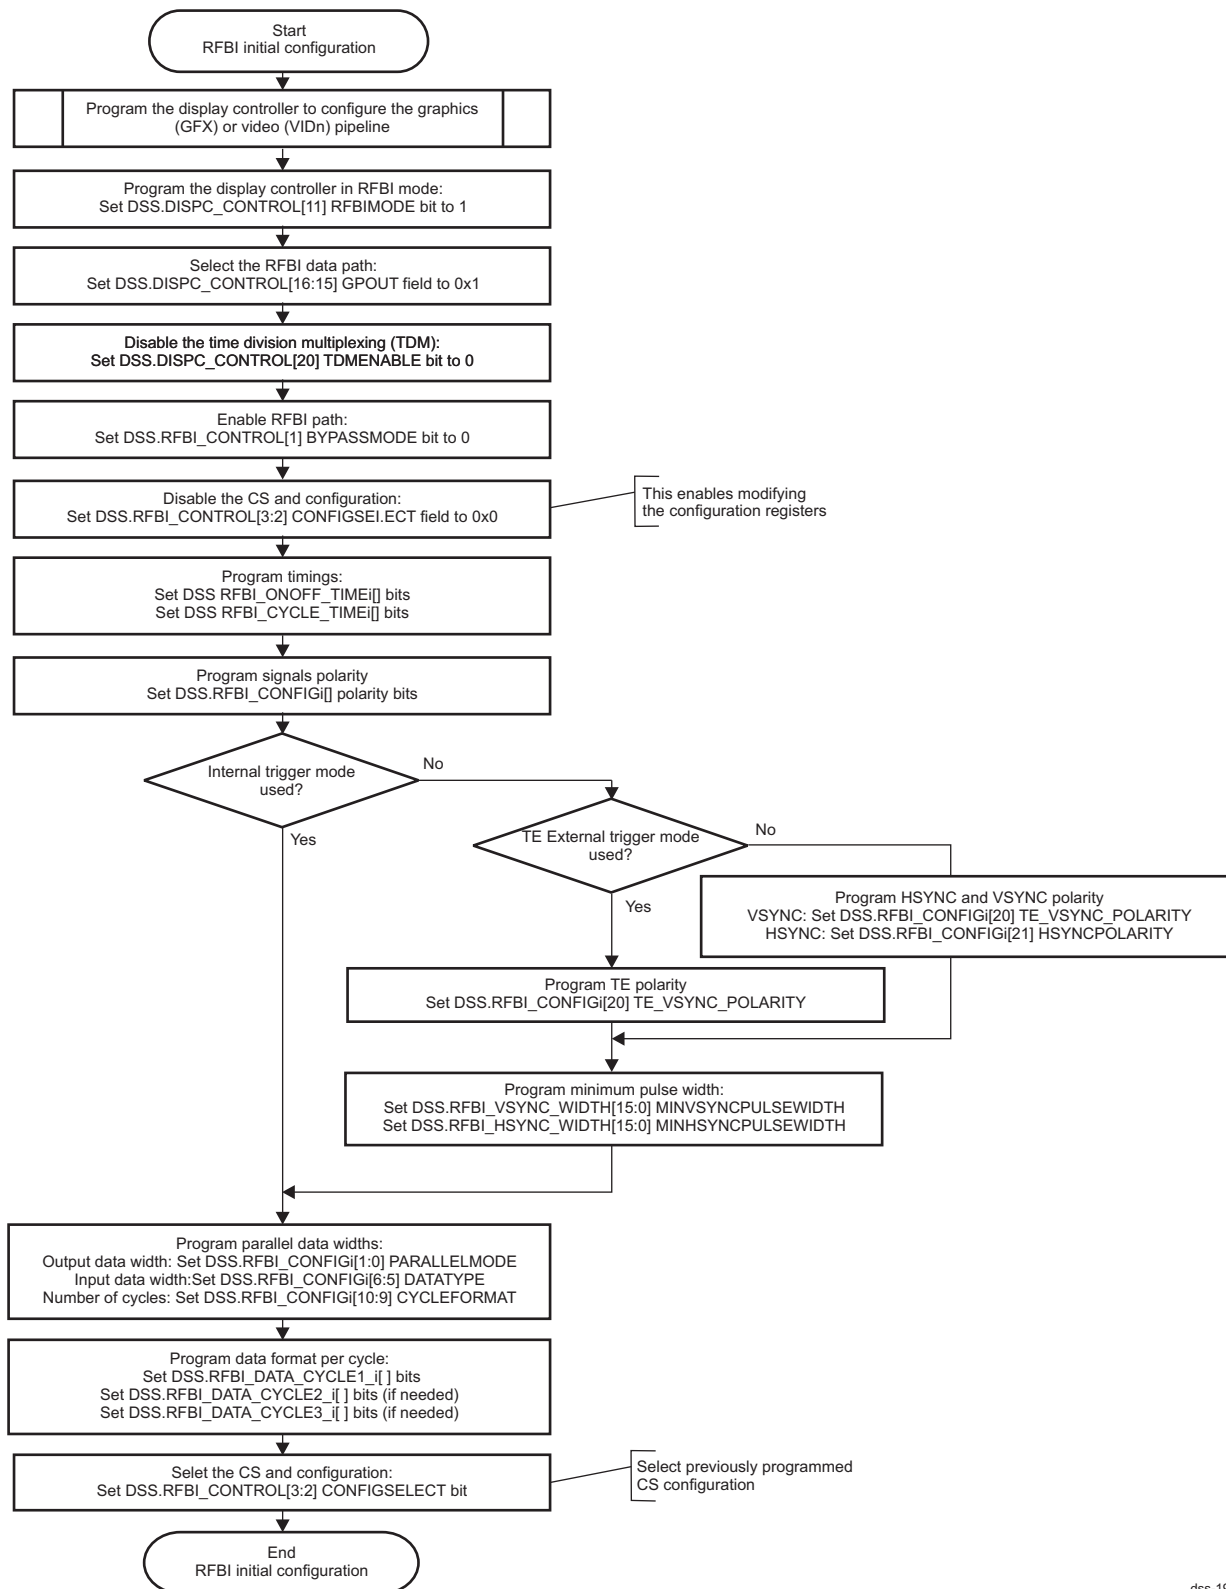 Start
RFBI initial configuration
Program the display controller to configure the graphics
(GFX) or video (VIDn) pipeline
Program the display controller in RFBI mode:
Set DSS.DISPC_CONTROL[11] RFBIMODE bit to 1
Select the RFBI data path:
Set DSS.DISPC_CONTROL[16:15] GPOUT field to 0x1
Disable the time division multiplexing (TDM):
Set DSS.DISPC_CONTROL[20] TDMENABLE bit to 0
Enable RFBI path:
Set DSS.RFBI_CONTROL[1] BYPASSMODE bit to 0
Disable the CS and configuration:
Set DSS.RFBI_CONTROL[3:2] CONFIGSEI.ECT field to 0x0
This enables modifying
the configuration registers
Program timings:
Set DSS RFBI_ONOFF_TIMEi[] bits
Set DSS RFBI_CYCLE_TIMEi[] bits
Program signals polarity
Set DSS.RFBI_CONFIGi[] polarity bits
Internal trigger mode
used?
No
Yes
TE External trigger mode
used?
No
Yes
Program HSYNC and VSYNC polarity
VSYNC: Set DSS.RFBI_CONFIGi[20] TE_VSYNC_POLARITY
HSYNC: Set DSS.RFBI_CONFIGi[21] HSYNCPOLARITY
Program TE polarity
Set DSS.RFBI_CONFIGi[20] TE_VSYNC_POLARITY
Program minimum pulse width:
Set DSS.RFBI_VSYNC_WIDTH[15:0] MINVSYNCPULSEWIDTH
Set DSS.RFBI_HSYNC_WIDTH[15:0] MINHSYNCPULSEWIDTH
Program parallel data widths:
Output data width: Set DSS.RFBI_CONFIGi[1:0] PARALLELMODE
Input data width:Set DSS.RFBI_CONFIGi[6:5] DATATYPE
Number of cycles: Set DSS.RFBI_CONFIGi[10:9] CYCLEFORMAT
Program data format per cycle:
Set DSS.RFBI_DATA_CYCLE1_i[ ] bits
Set DSS.RFBI_DATA_CYCLE2_i[ ] bits (if needed)
Set DSS.RFBI_DATA_CYCLE3_i[ ] bits (if needed)
Selet the CS and configuration:
Set DSS.RFBI_CONTROL[3:2] CONFIGSELECT bit
Select previously programmed
CS configuration
End
RFBI initial configuration